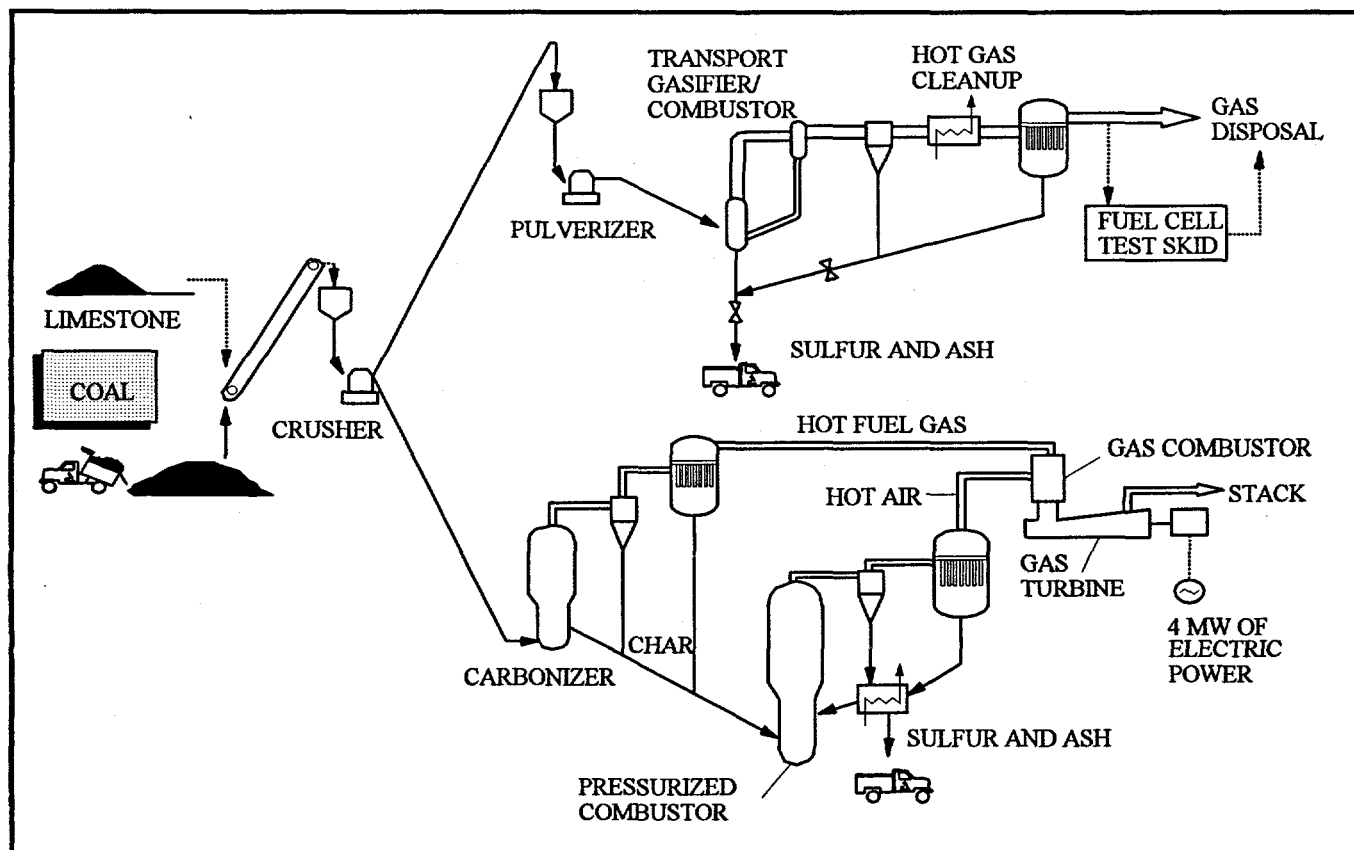 TRANSPORT
GASIFIER/
COMBUSTOR
HOT GAS
CLEANUP
GAS
DISPOSAL
PULVERIZER
FUEL CELL
TEST SKID
LIMESTONE
COAL
CRUSHER
SULFUR AND ASH
HOT FUEL GAS
GAS COMBUSTOR
HOT AIR
STACK
GAS
TURBINE
4 MW OF
ELECTRIC
POWER
CHAR
CARBONIZER
SULFUR AND ASH
PRESSURIZED
COMBUSTOR